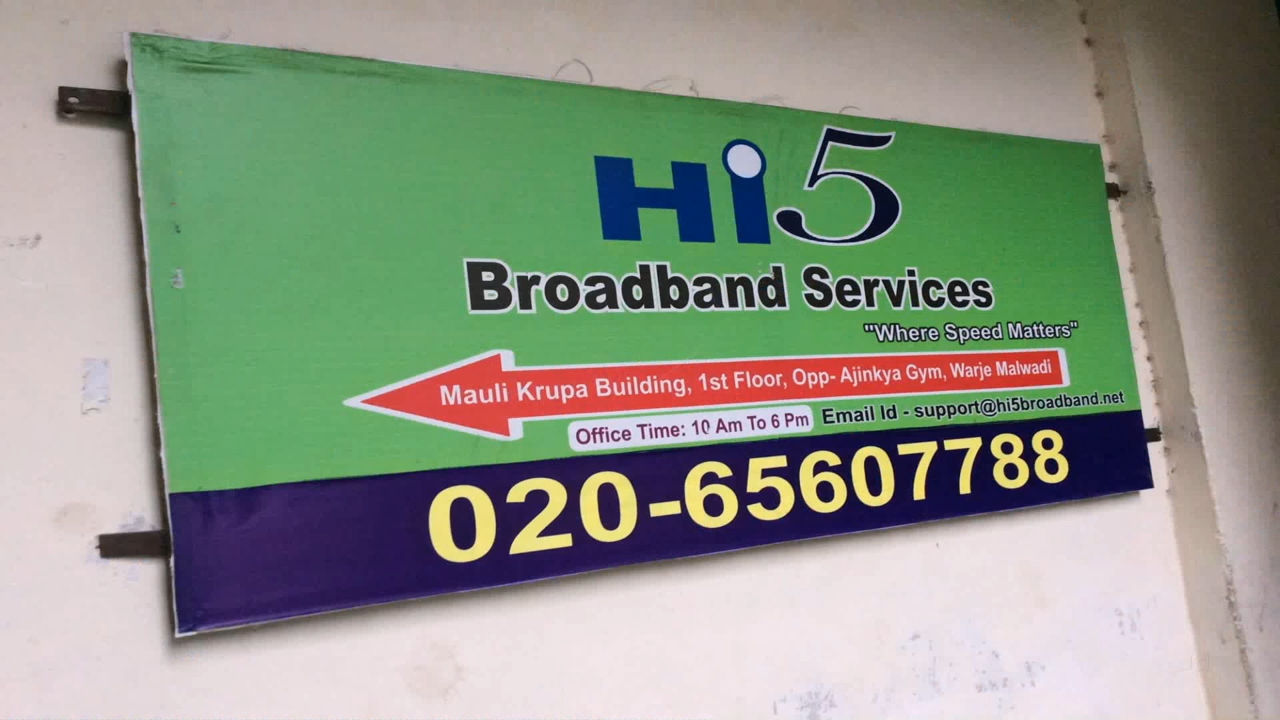 Hi5
Broadband Services
"Where Speed Matters"
Mauli Krupa Building, 1st Floor, Opp- Ajinkya Gym, Warje Malwadi
Office Time: 10 Am To 6 Pm Email Id - support@hi5broadband.net
020-65607788